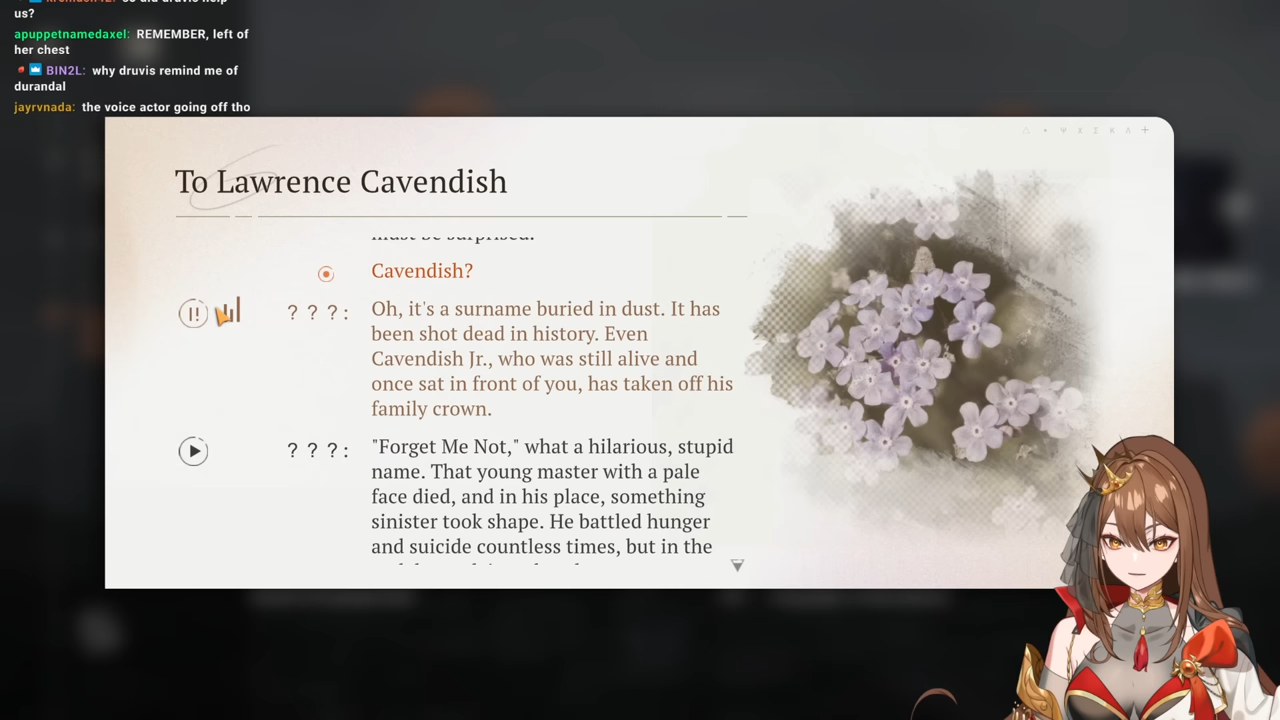 us?
apuppetnamedaxel: REMEMBER, left of
her chest
BIN2L: why druvis remind me of
durandal
jayrvnada: the voice actor going off tho
To Lawrence Cavendish
must be surprised.
Cavendish?
? ? ?: Oh, it's a surname buried in dust. It has
been shot dead in history. Even
Cavendish Jr., who was still alive and
once sat in front of you, has taken off his
family crown.
? ? ?: "Forget Me Not," what a hilarious, stupid
name. That young master with a pale
face died, and in his place, something
sinister took shape. He battled hunger
and suicide countless times, but in the